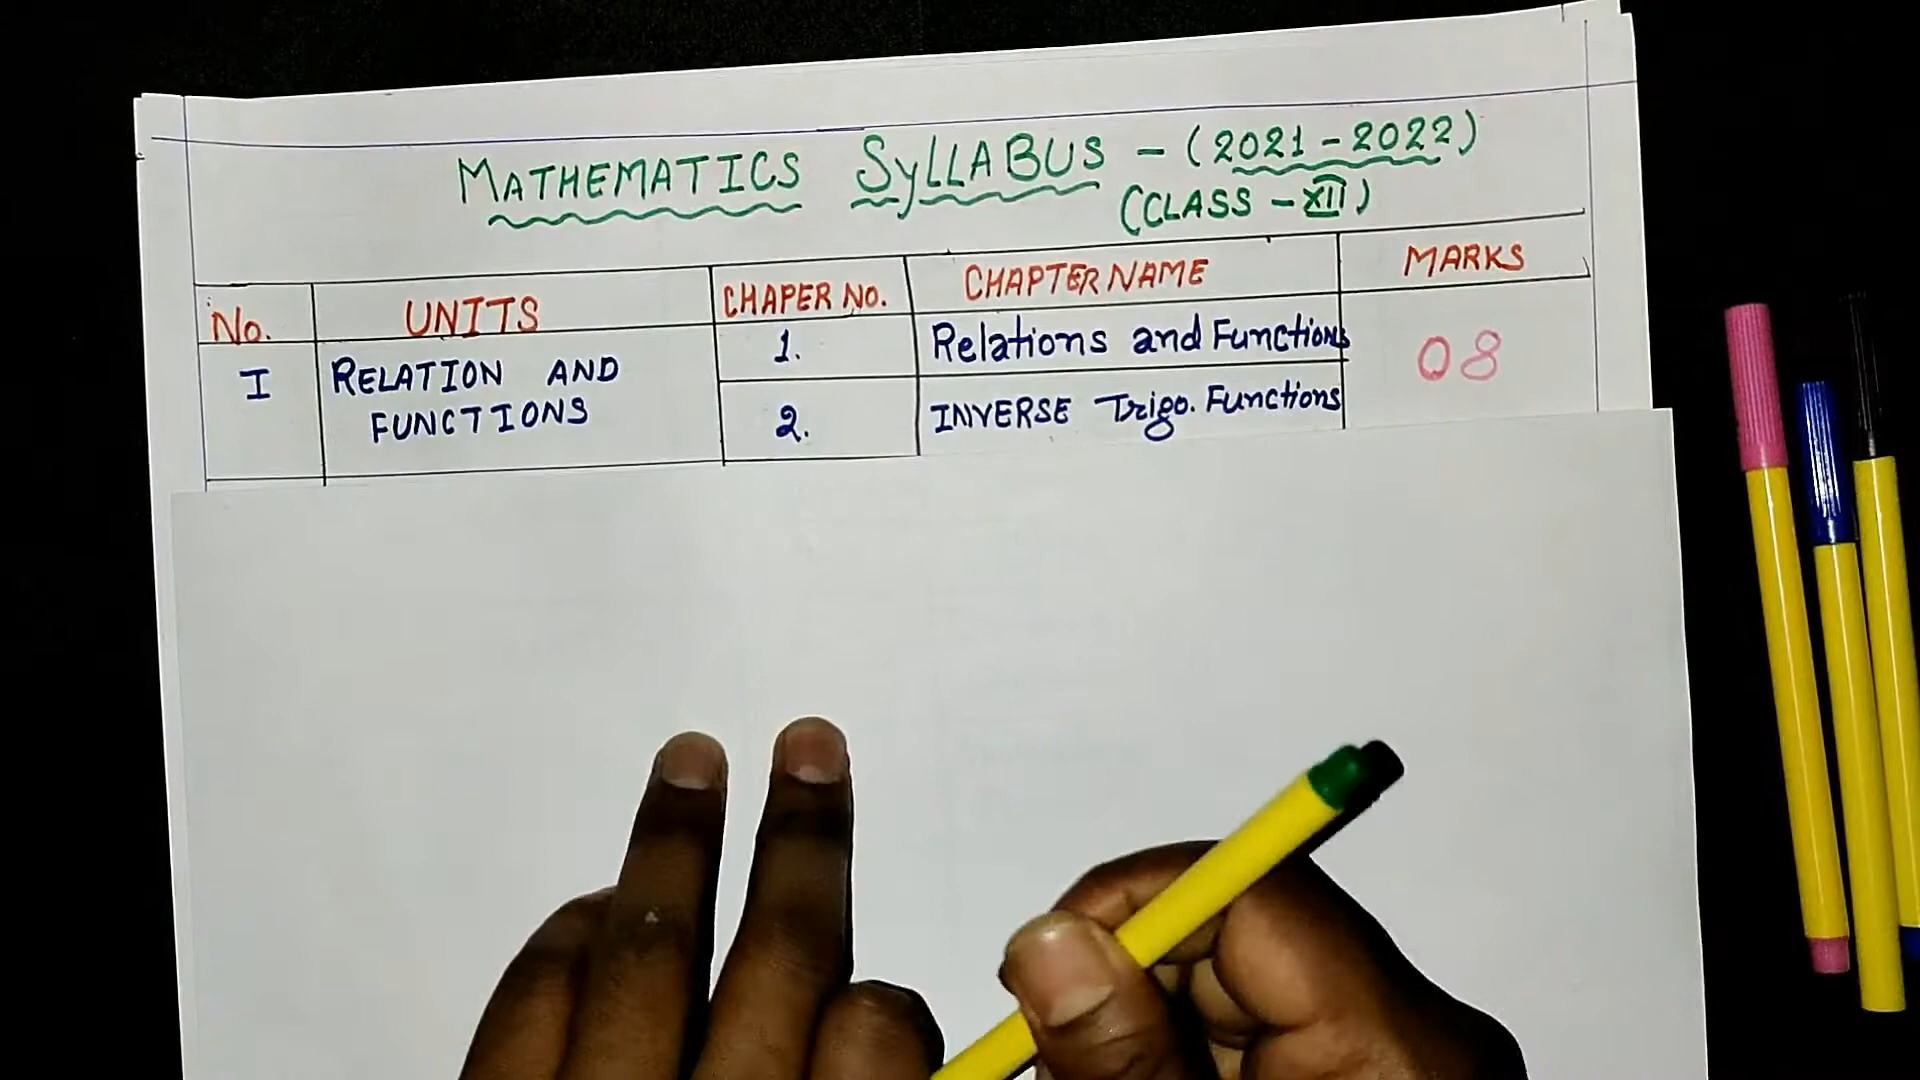 MATHEMATICS SyLLABUS - (2021-2022)
(CLASS - XII)
No. UNITS CHAPER NO. CHAPTER NAME MARKS
I RELATION AND FUNCTIONS 1. Relations and Functions 08
2. INVERSE Trigo. Functions